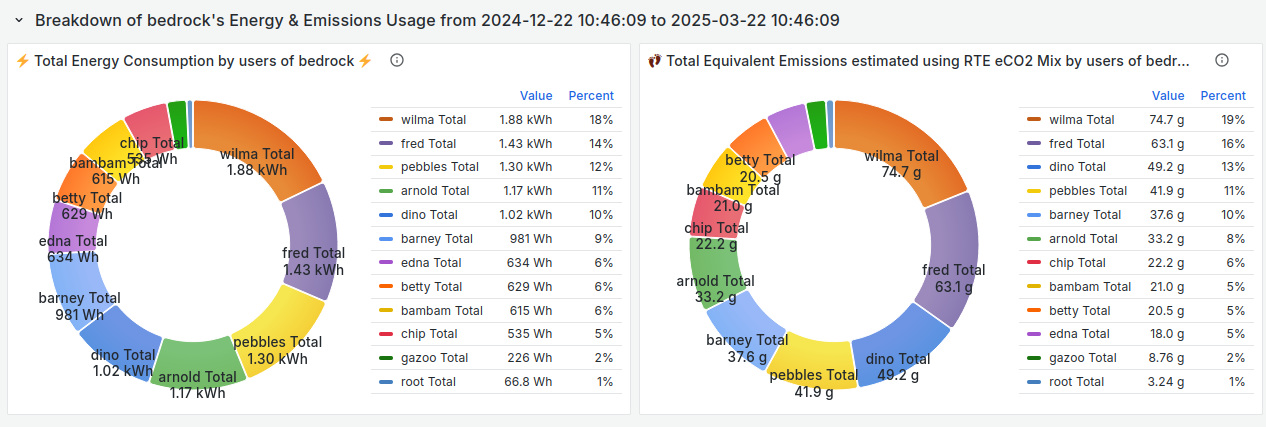 Breakdown of bedrock's Energy & Emissions Usage from 2024-12-22 10:46:09 to 2025-03-22 10:46:09
⚡ Total Energy Consumption by users of bedrock ⚡
chip Total
535 Wh
wilma Total
1.88 kWh
bambam Total
615 Wh
betty Total
629 Wh
edna Total
634 Wh
fred Total
1.43 kWh
barney Total
981 Wh
pebbles Total
1.30 kWh
dino Total
1.02 kWh
arnold Total
1.17 kWh
Value Percent
wilma Total 1.88 kWh 18%
fred Total 1.43 kWh 14%
pebbles Total 1.30 kWh 12%
arnold Total 1.17 kWh 11%
dino Total 1.02 kWh 10%
barney Total 981 Wh 9%
edna Total 634 Wh 6%
betty Total 629 Wh 6%
bambam Total 615 Wh 6%
chip Total 535 Wh 5%
gazoo Total 226 Wh 2%
root Total 66.8 Wh 1%
👣 Total Equivalent Emissions estimated using RTE eCO2 Mix by users of bedr...
wilma Total
74.7 g
betty Total
20.5 g
bambam Total
21.0 g
chip Total
22.2 g
fred Total
63.1 g
arnold Total
33.2 g
barney Total
37.6 g
dino Total
49.2 g
pebbles Total
41.9 g
Value Percent
wilma Total 74.7 g 19%
fred Total 63.1 g 16%
dino Total 49.2 g 13%
pebbles Total 41.9 g 11%
barney Total 37.6 g 10%
arnold Total 33.2 g 8%
chip Total 22.2 g 6%
bambam Total 21.0 g 5%
betty Total 20.5 g 5%
edna Total 18.0 g 5%
gazoo Total 8.76 g 2%
root Total 3.24 g 1%